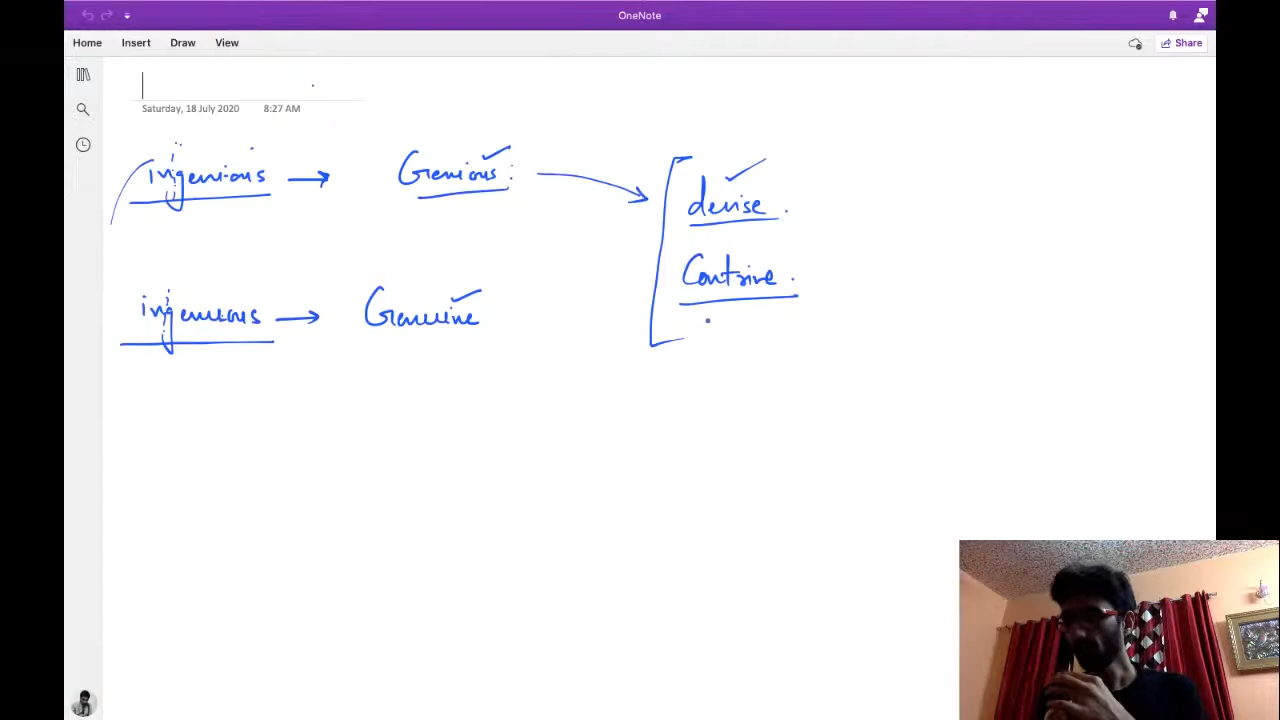 OneNote
Home Insert Draw View Share
Saturday, 18 July 2020 8:27 AM
ingenious → Genious :
devise .
Contrive .
ingenuous → Genuine